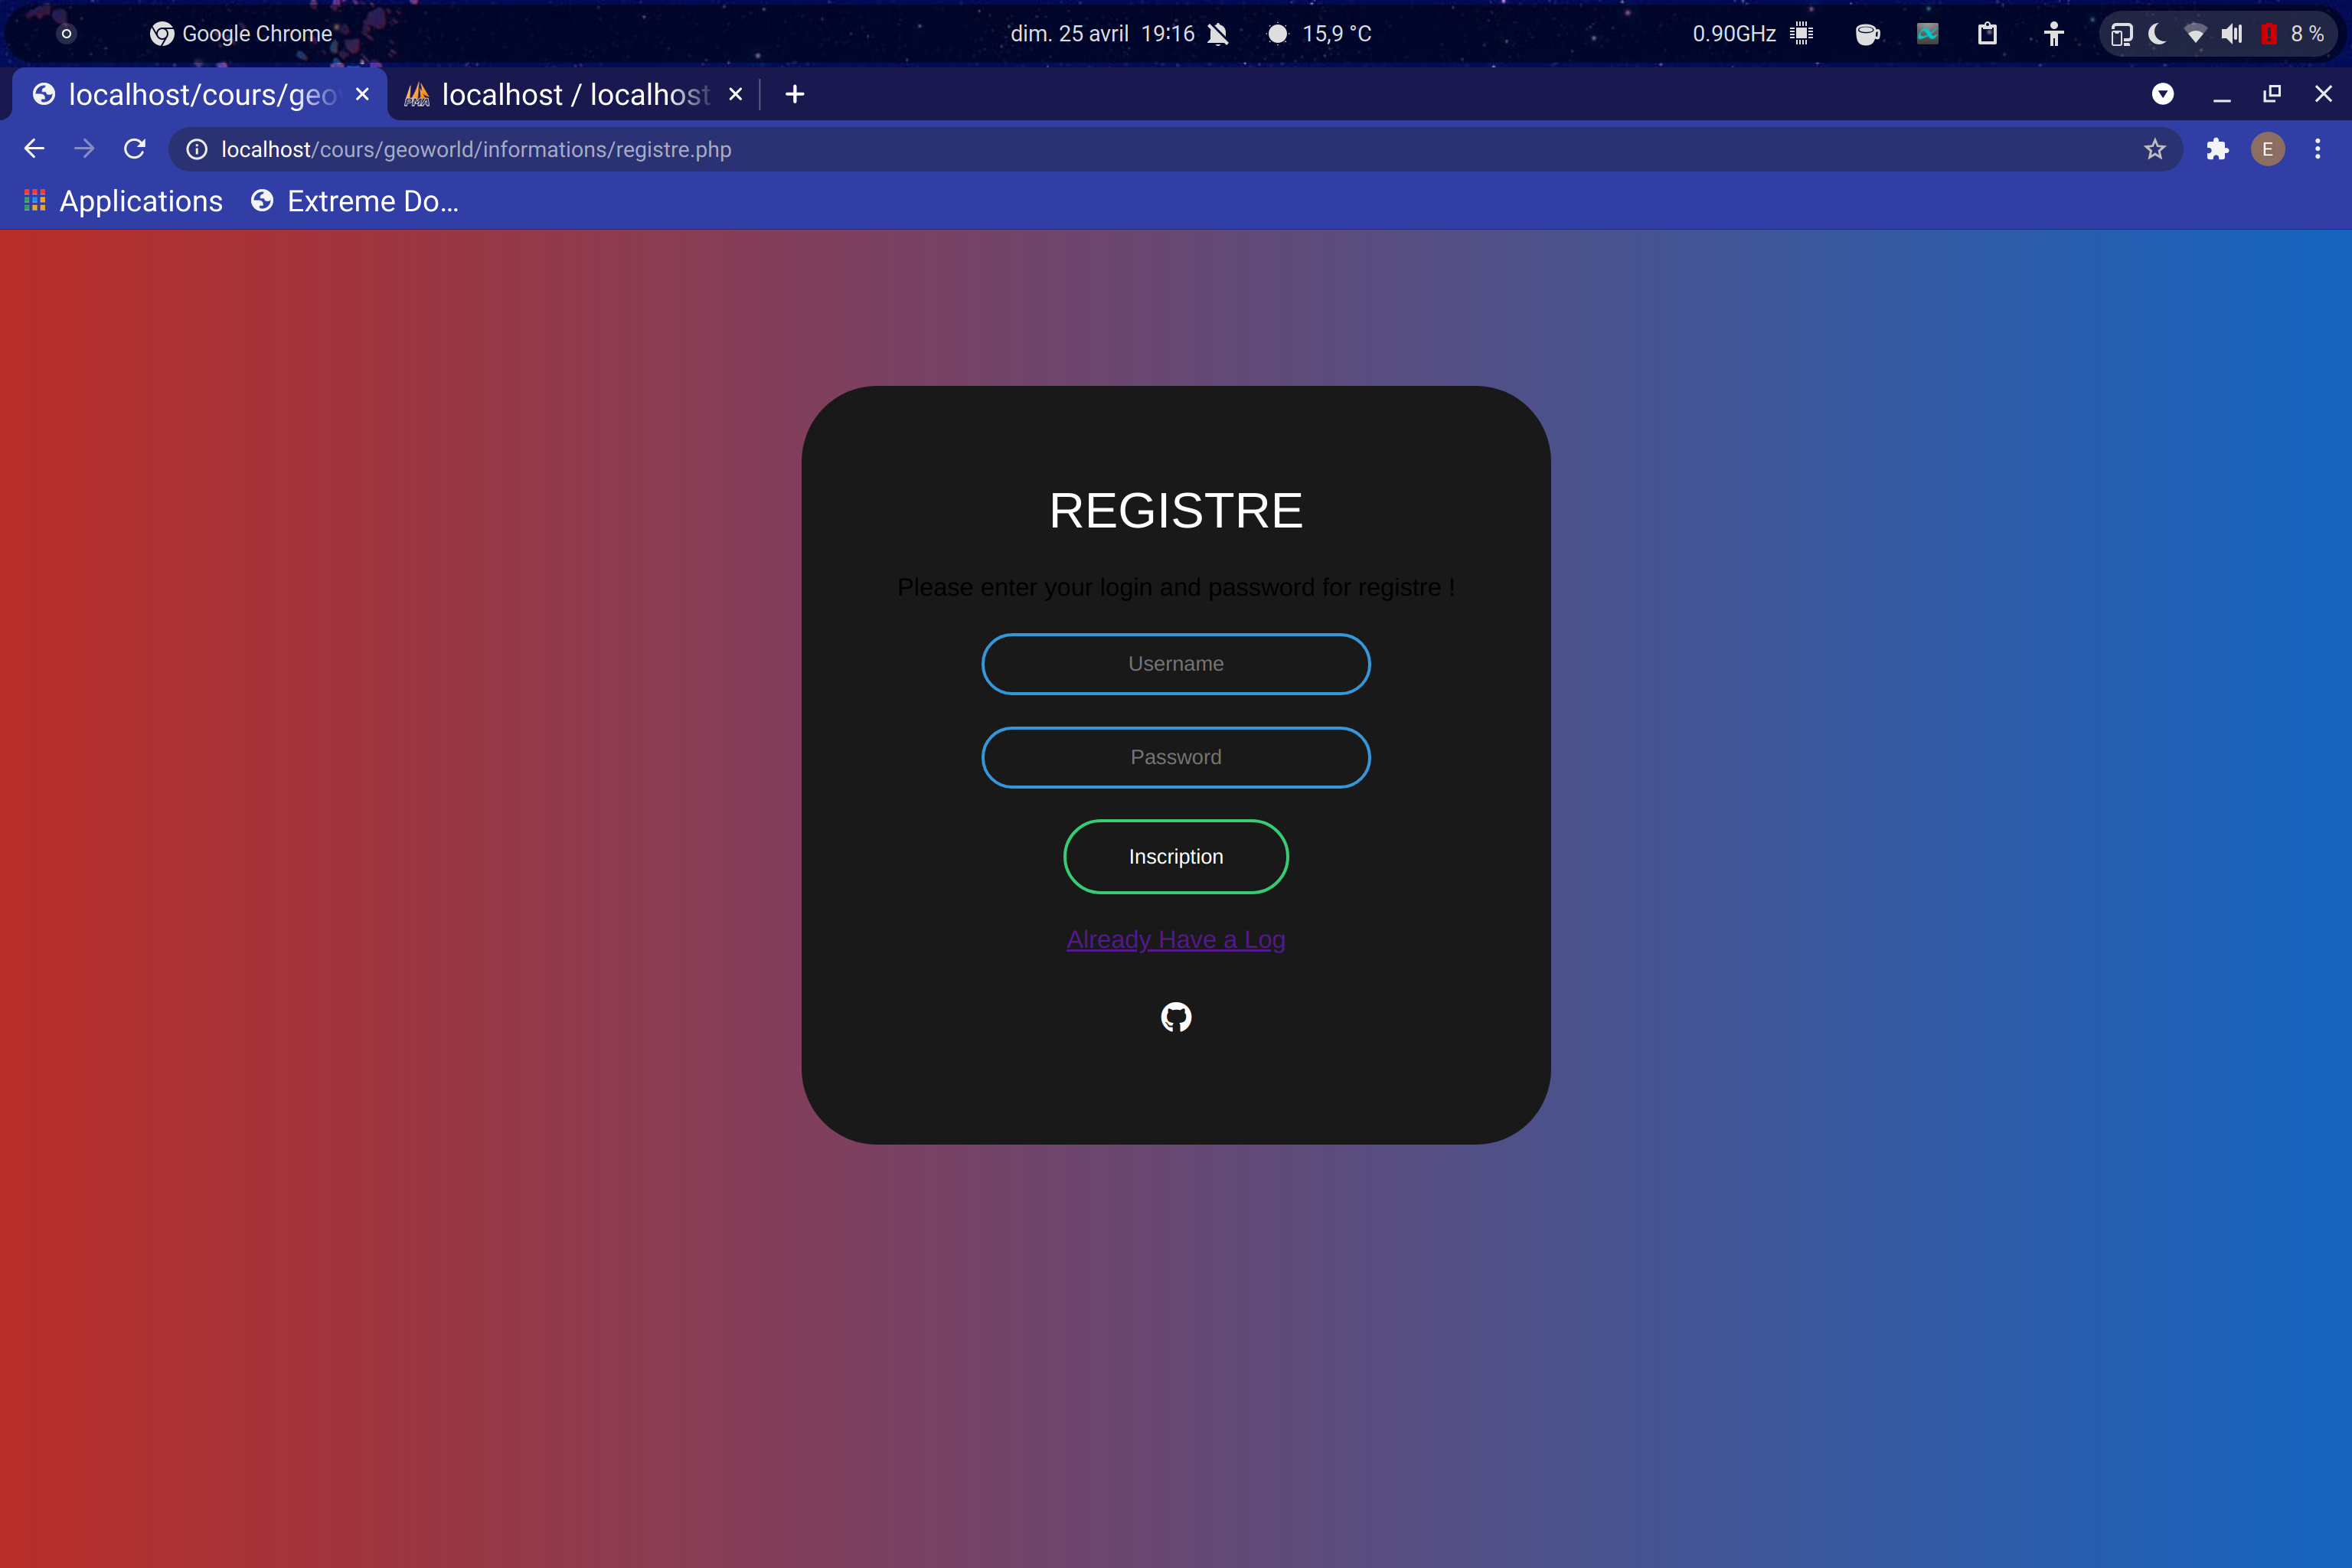 Google Chrome dim. 25 avril 19:16 15,9 °C 0.90GHz 8 %
localhost/cours/geo localhost / localhost
localhost/cours/geoworld/informations/registre.php E
Applications Extreme Do...
REGISTRE
Please enter your login and password for registre !
Username
Password
Inscription
Already Have a Log